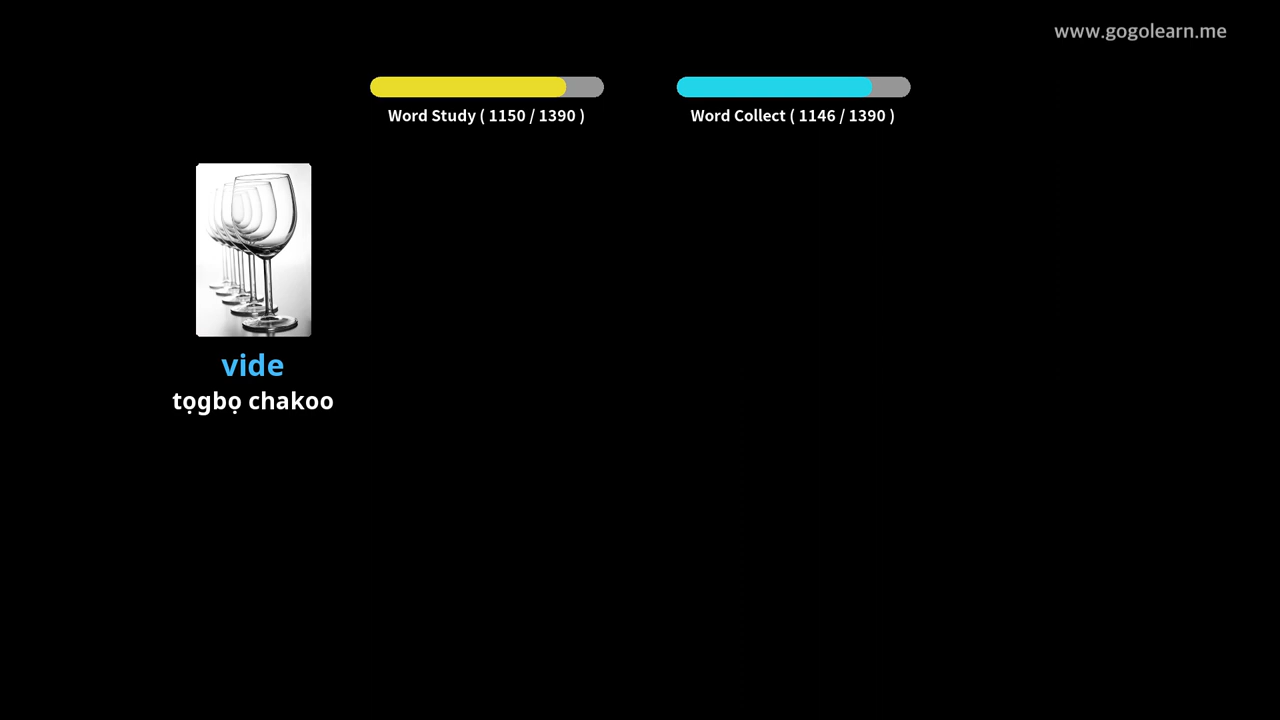 www.gogolearn.me
Word Study ( 1150 / 1390 )
Word Collect ( 1146 / 1390 )
vide
tọgbọ chakoo